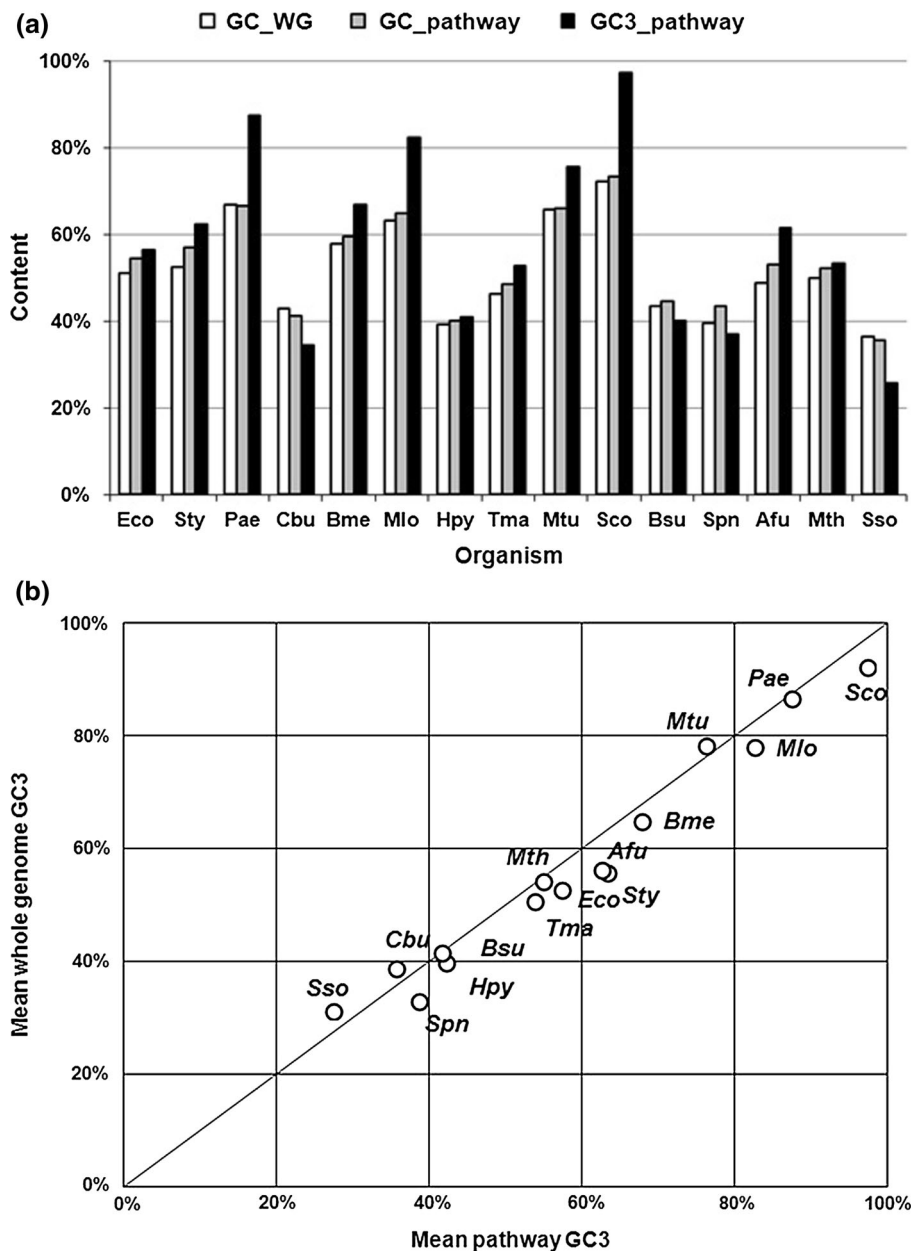 (a)
GC_WG GC_pathway GC3_pathway
Content
100%
80%
60%
40%
20%
0%
Eco Sty Pae Cbu Bme Mlo Hpy Tma Mtu Sco Bsu Spn Afu Mth Sso
Organism
(b)
Mean whole genome GC3
100%
80%
60%
40%
20%
0%
Pae
Sco
Mtu
Mlo
Bme
Mth
Afu
Eco
Sty
Tma
Cbu
Bsu
Hpy
Sso
Spn
0% 20% 40% 60% 80% 100%
Mean pathway GC3